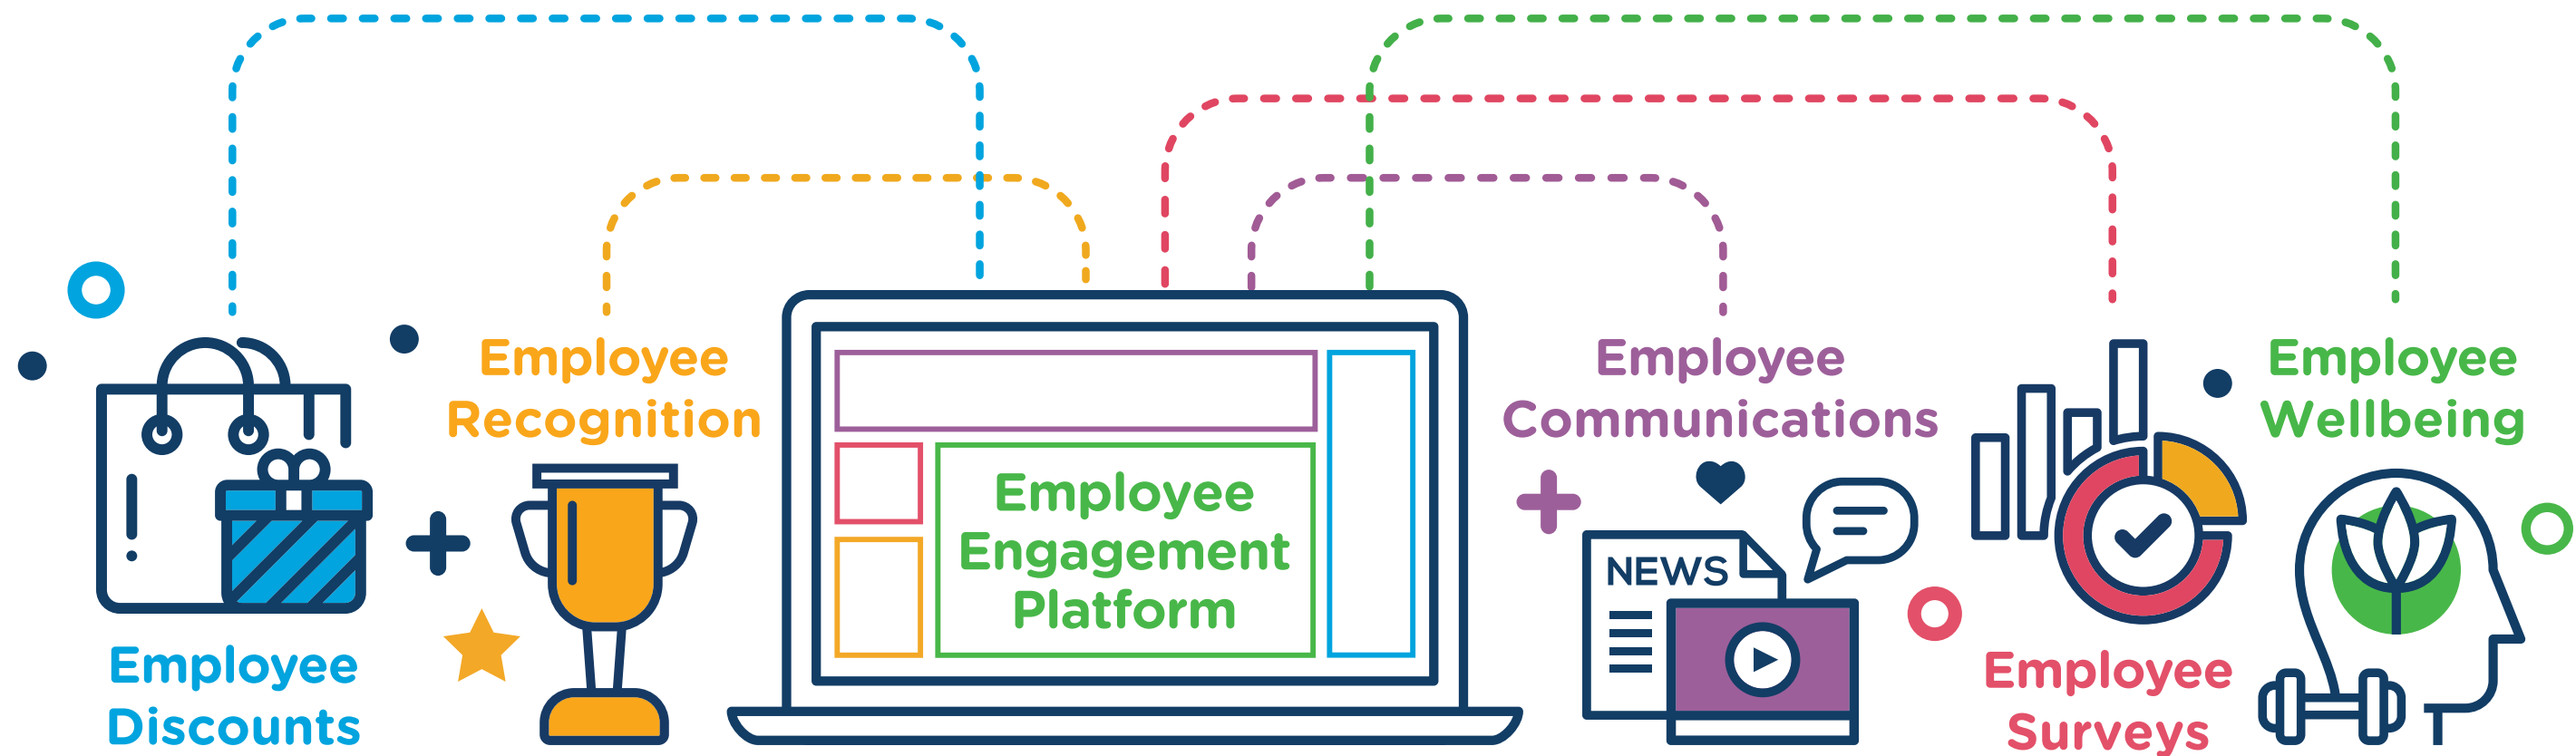 Employee
Discounts
Employee
Recognition
Employee
Engagement
Platform
Employee
Communications
NEWS
Employee
Surveys
Employee
Wellbeing